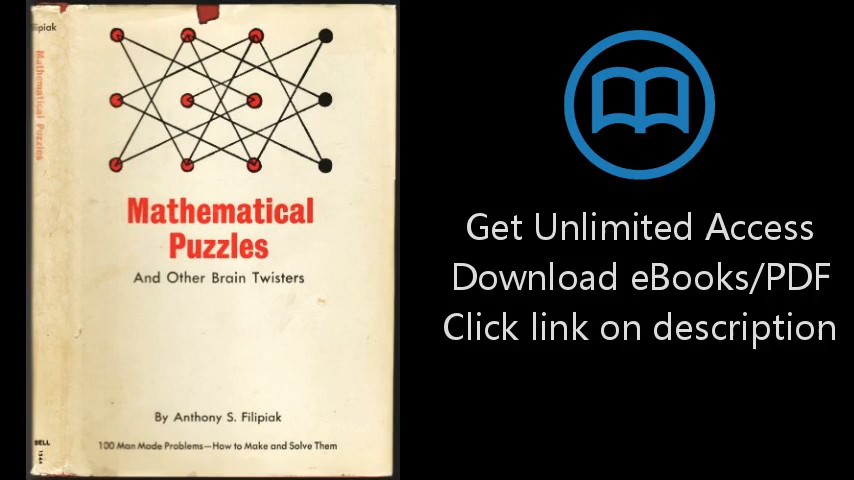 ilipiak
Mathematical Puzzles
BELL
Mathematical
Puzzles
And Other Brain Twisters
By Anthony S. Filipiak
100 Man Made Problems—How to Make and Solve Them
Get Unlimited Access
Download eBooks/PDF
Click link on description